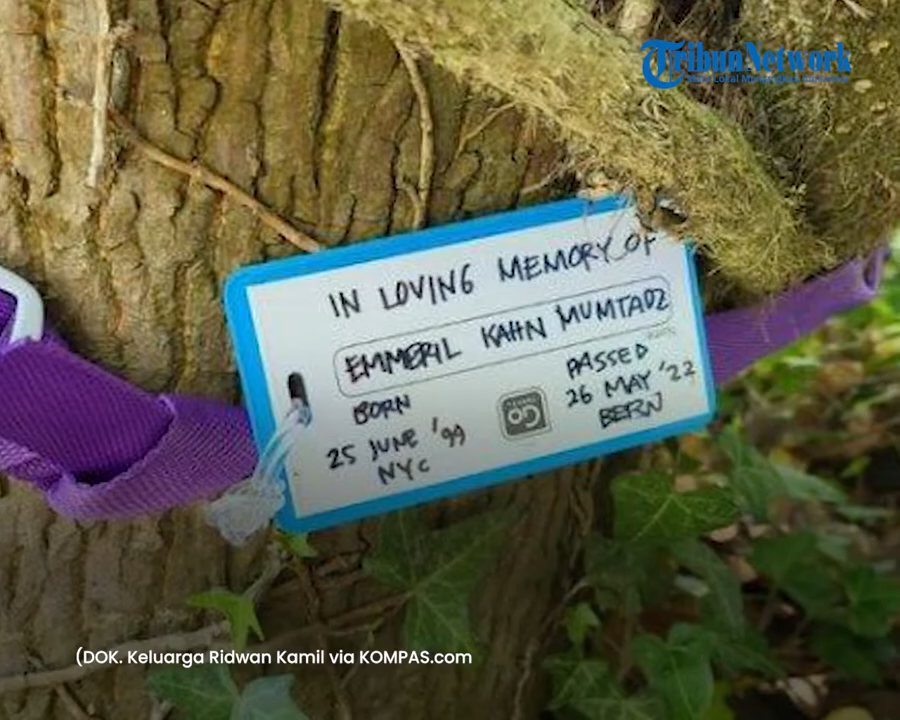 TribunNetwork
IN LOVING MEMORY OF
EMMERIL KAHN MUMTADZ
BORN
25 JUNE '99
NYC
GO
PASSED
26 MAY '22
BERN
(DOK. Keluarga Ridwan Kamil via KOMPAS.com